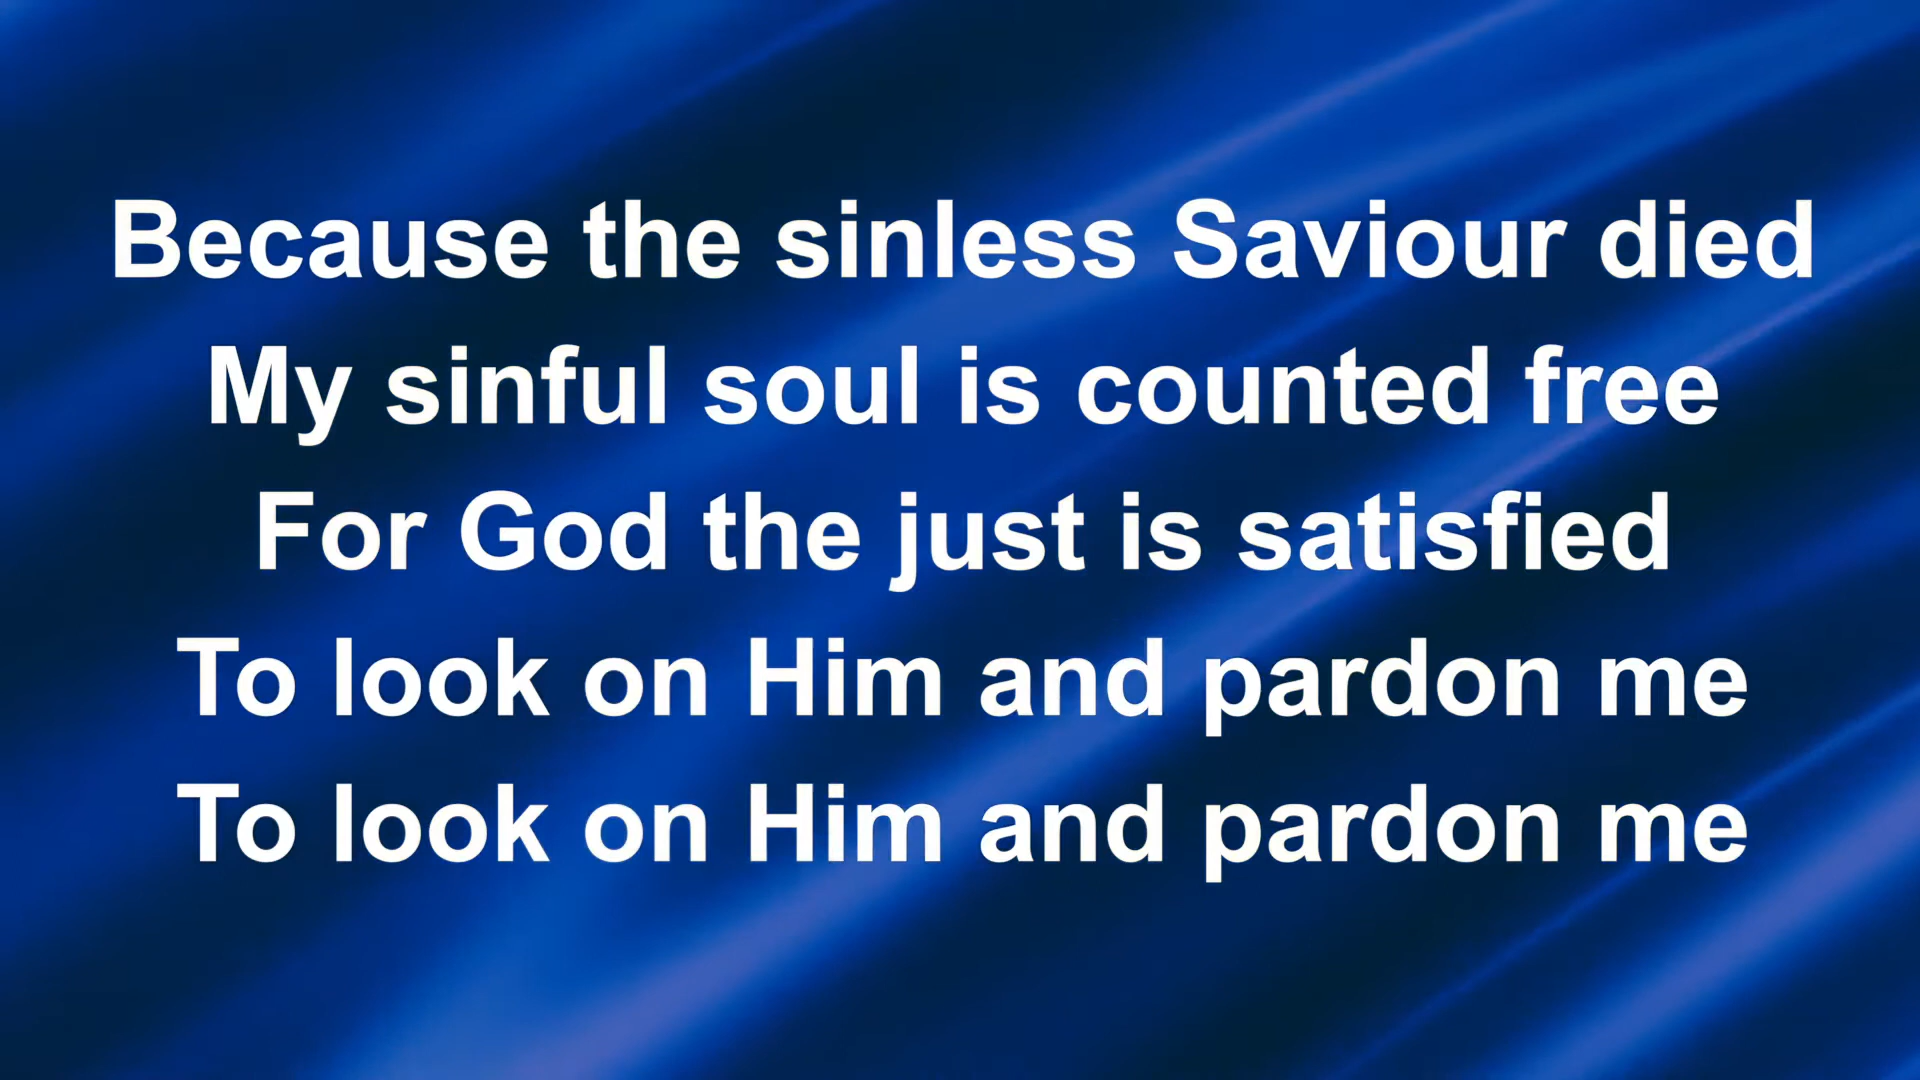 Because the sinless Saviour died
My sinful soul is counted free
For God the just is satisfied
To look on Him and pardon me
To look on Him and pardon me